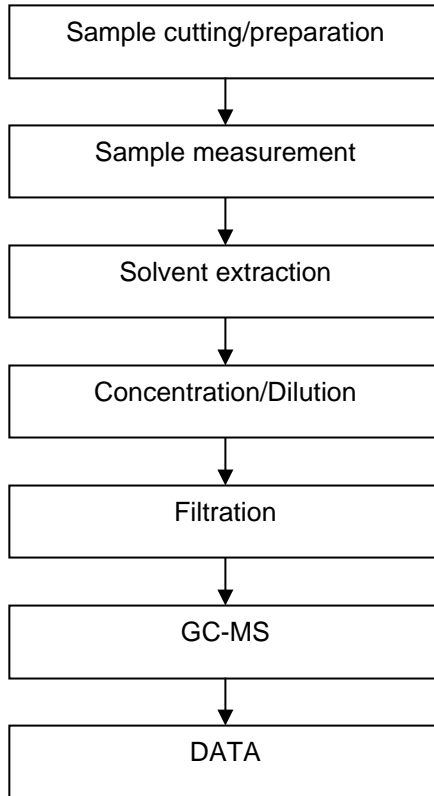 Sample cutting/preparation
Sample measurement
Solvent extraction
Concentration/Dilution
Filtration
GC-MS
DATA